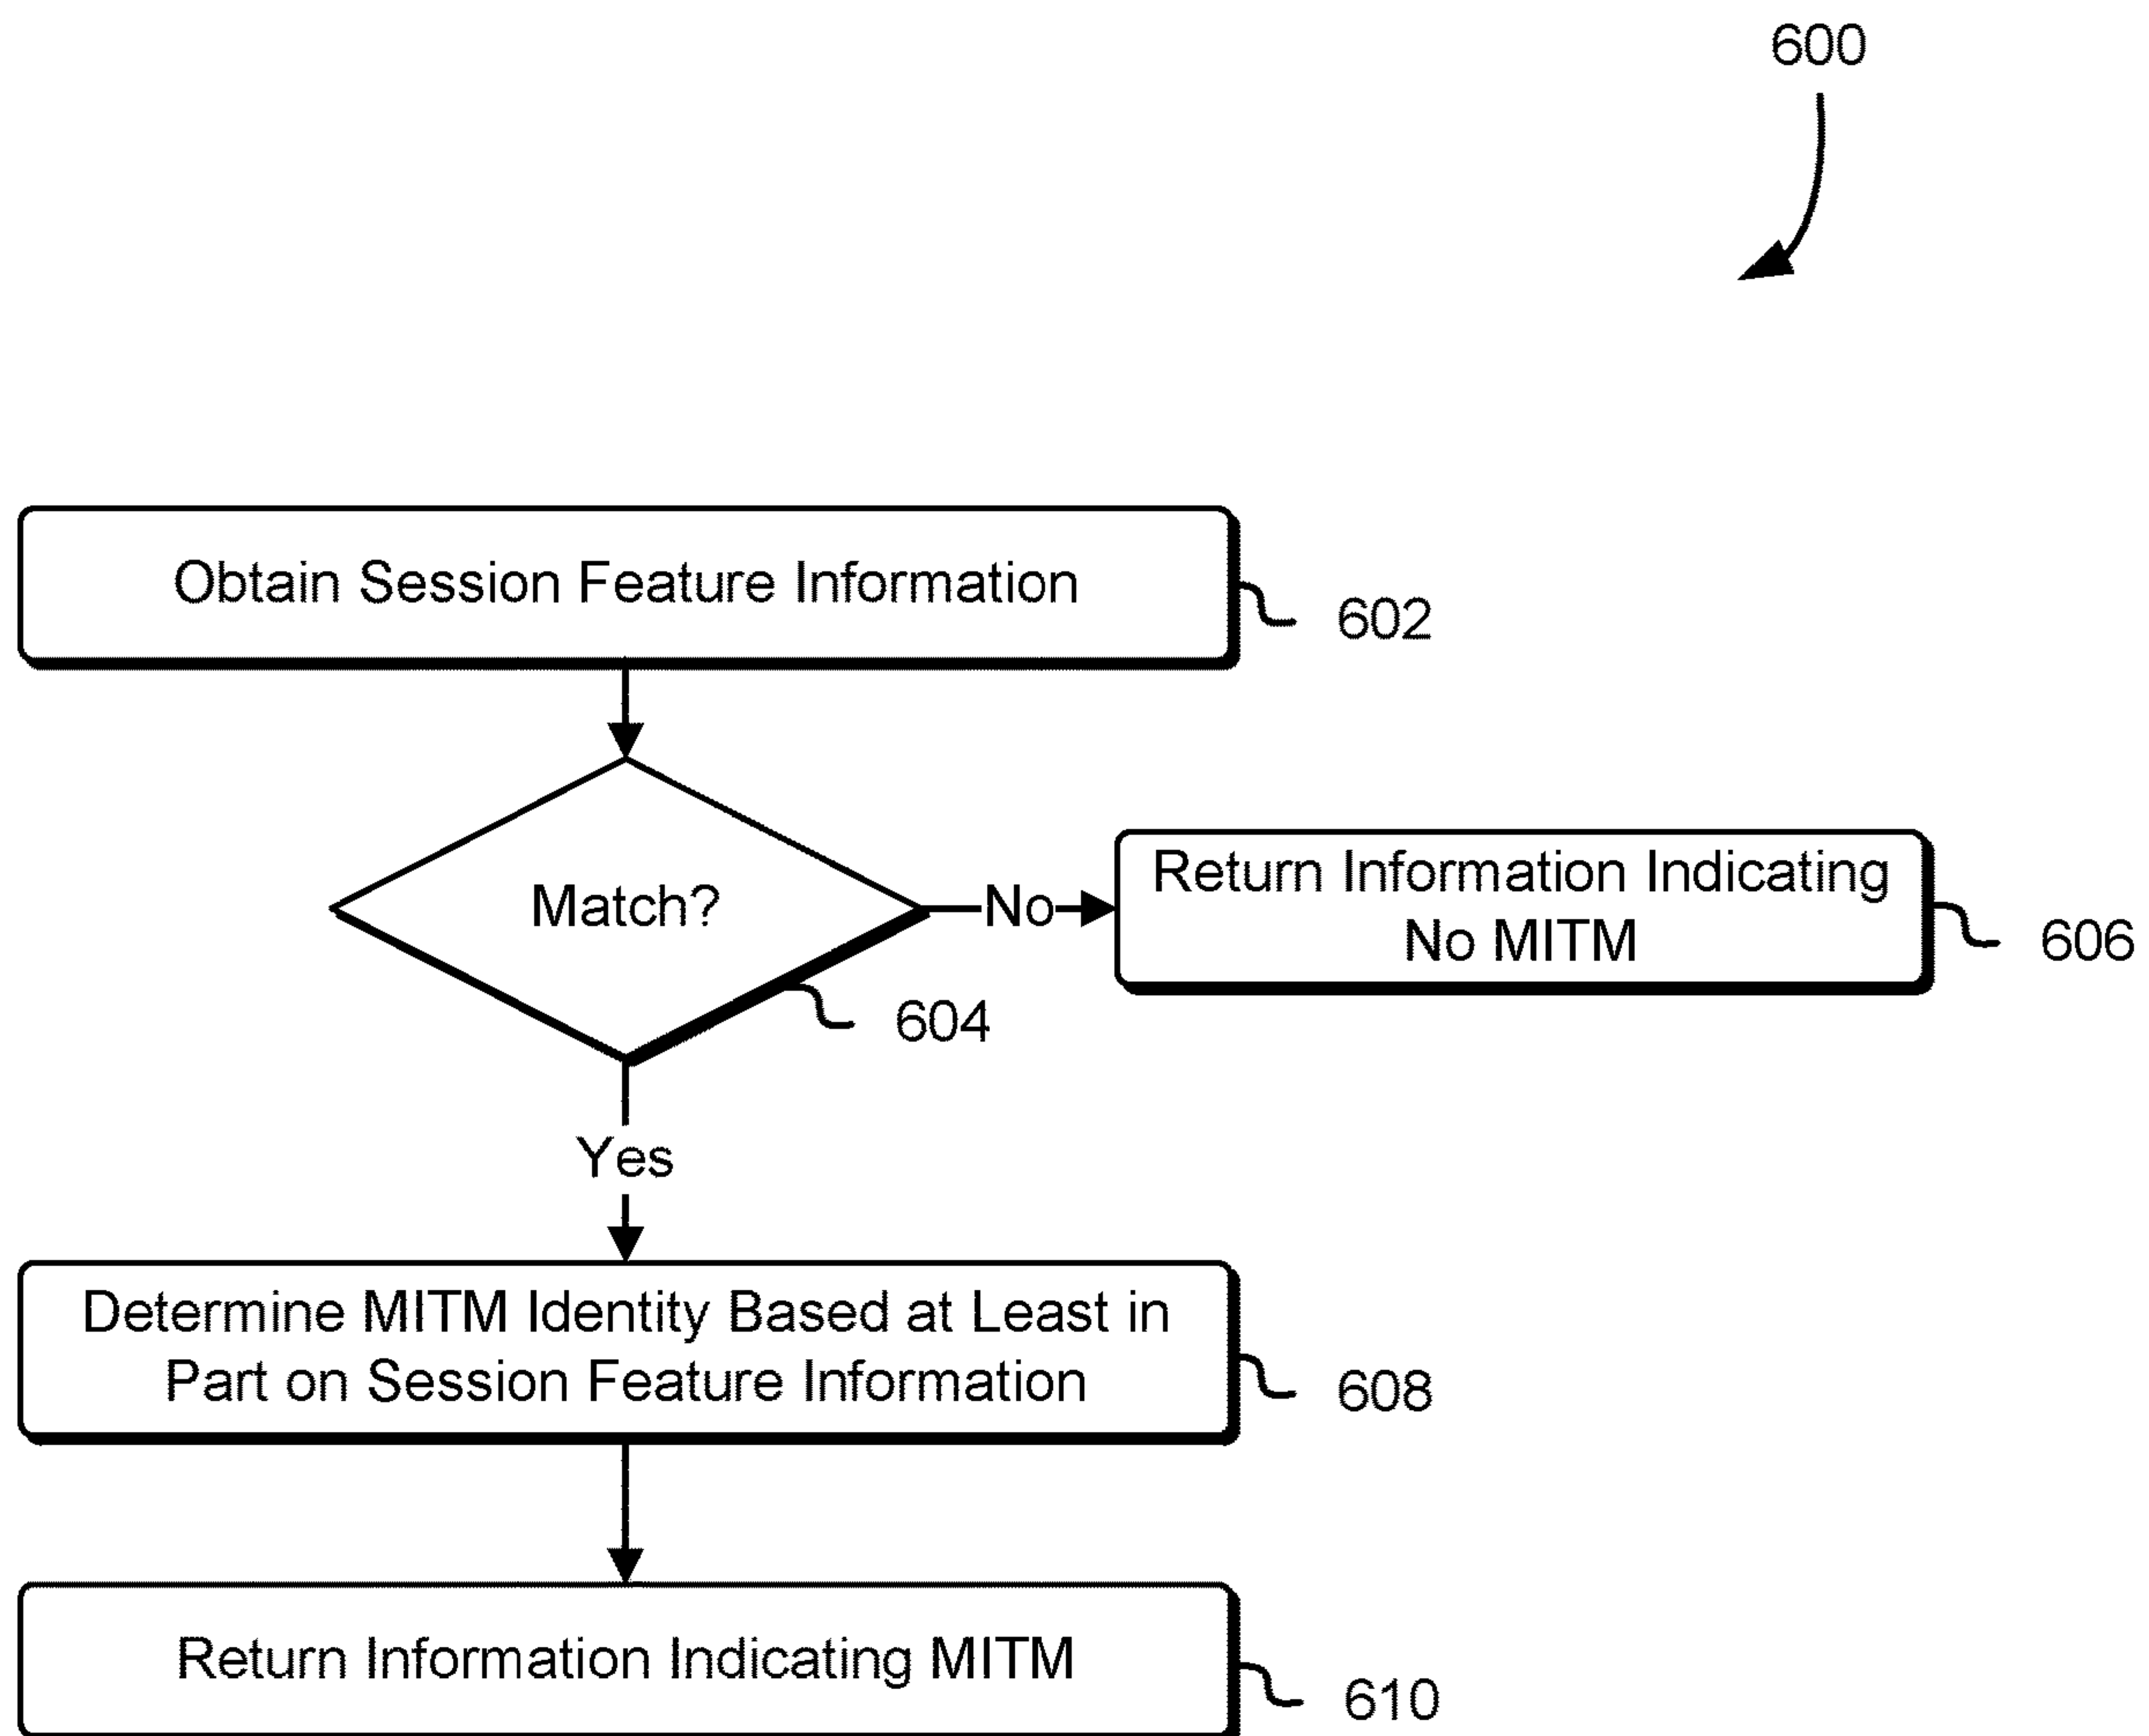 600
Obtain Session Feature Information
602
Match?
No
Return Information Indicating
No MITM
606
604
Yes
Determine MITM Identity Based at Least in
Part on Session Feature Information
608
Return Information Indicating MITM
610